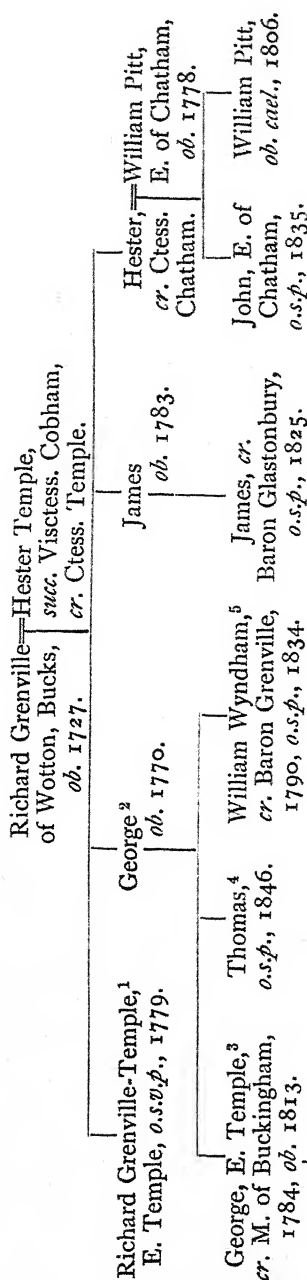 Richard Grenville═Hester Temple,
of Wotton, Bucks,
ob. 1727.
succ. Visctess. Cobham,
cr. Ctess. Temple.
Richard Grenville-Temple,¹
E. Temple, o.s.v.p., 1779.
George ²
ob. 1770.
James
ob. 1783.
Hester,═William Pitt,
cr. Ctess.
Chatham.
E. of Chatham,
ob. 1778.
George, E. Temple,³
cr. M. of Buckingham,
1784, ob. 1813.
Thomas,⁴
o.s.p., 1846.
William Wyndham,⁵
cr. Baron Grenville,
1790, o.s.p., 1834.
James, cr.
Baron Glastonbury,
o.s.p., 1825.
John, E. of
Chatham,
o.s.p., 1835.
William Pitt,
ob. cael., 1806.